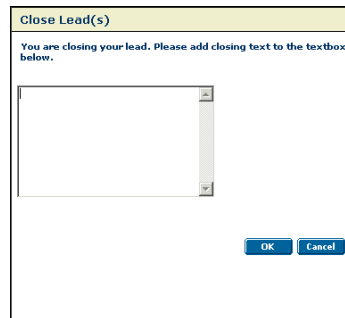 Close Lead(s)
You are closing your lead. Please add closing text to the textbox
below.
OK Cancel